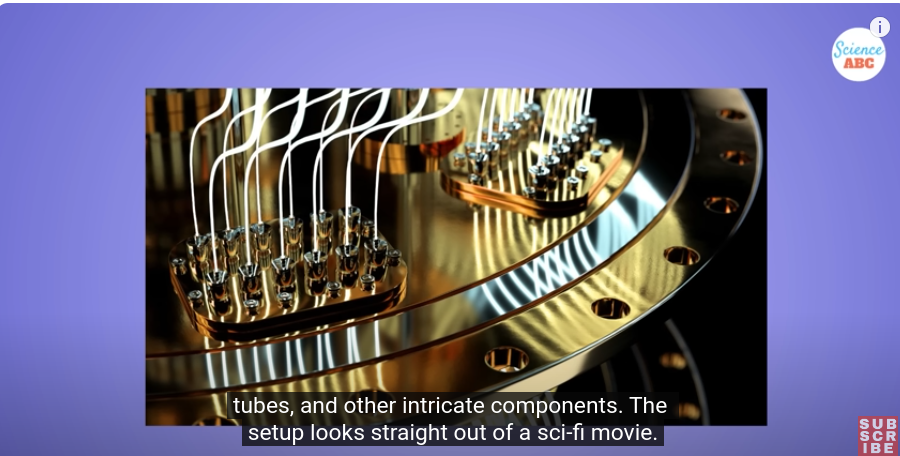 i
Science
ABC
tubes, and other intricate components. The
setup looks straight out of a sci-fi movie.
SUB
SCR
IBE